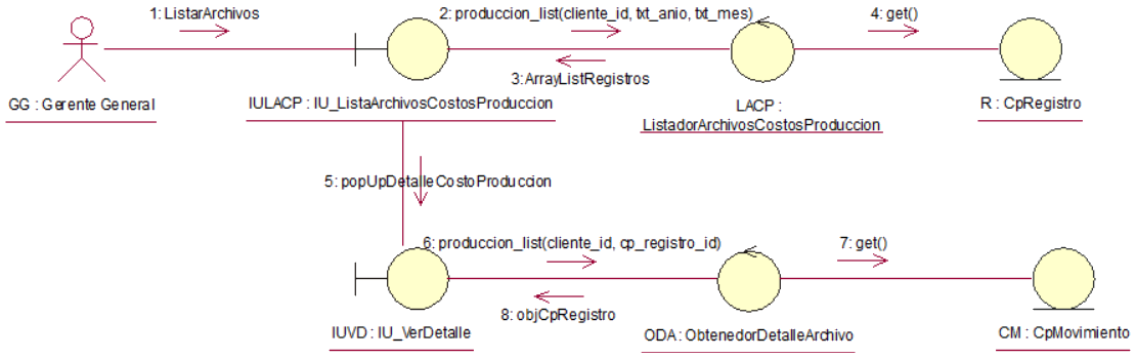 1: ListarArchivos
2: produccion_list(cliente_id, txt_anio, txt_mes)
4: get()
3:ArrayListRegistros
GG : Gerente General
IULACP : IU_ListaArchivosCostosProduccion
LACP :
ListadorArchivosCostosProduccion
R : CpRegistro
5: popUpDetalleCostoProduccion
6: produccion_list(cliente_id, cp_registro_id)
7: get()
8: objCpRegistro
IUVD : IU_VerDetalle
ODA : ObtenedorDetalleArchivo
CM : CpMovimiento